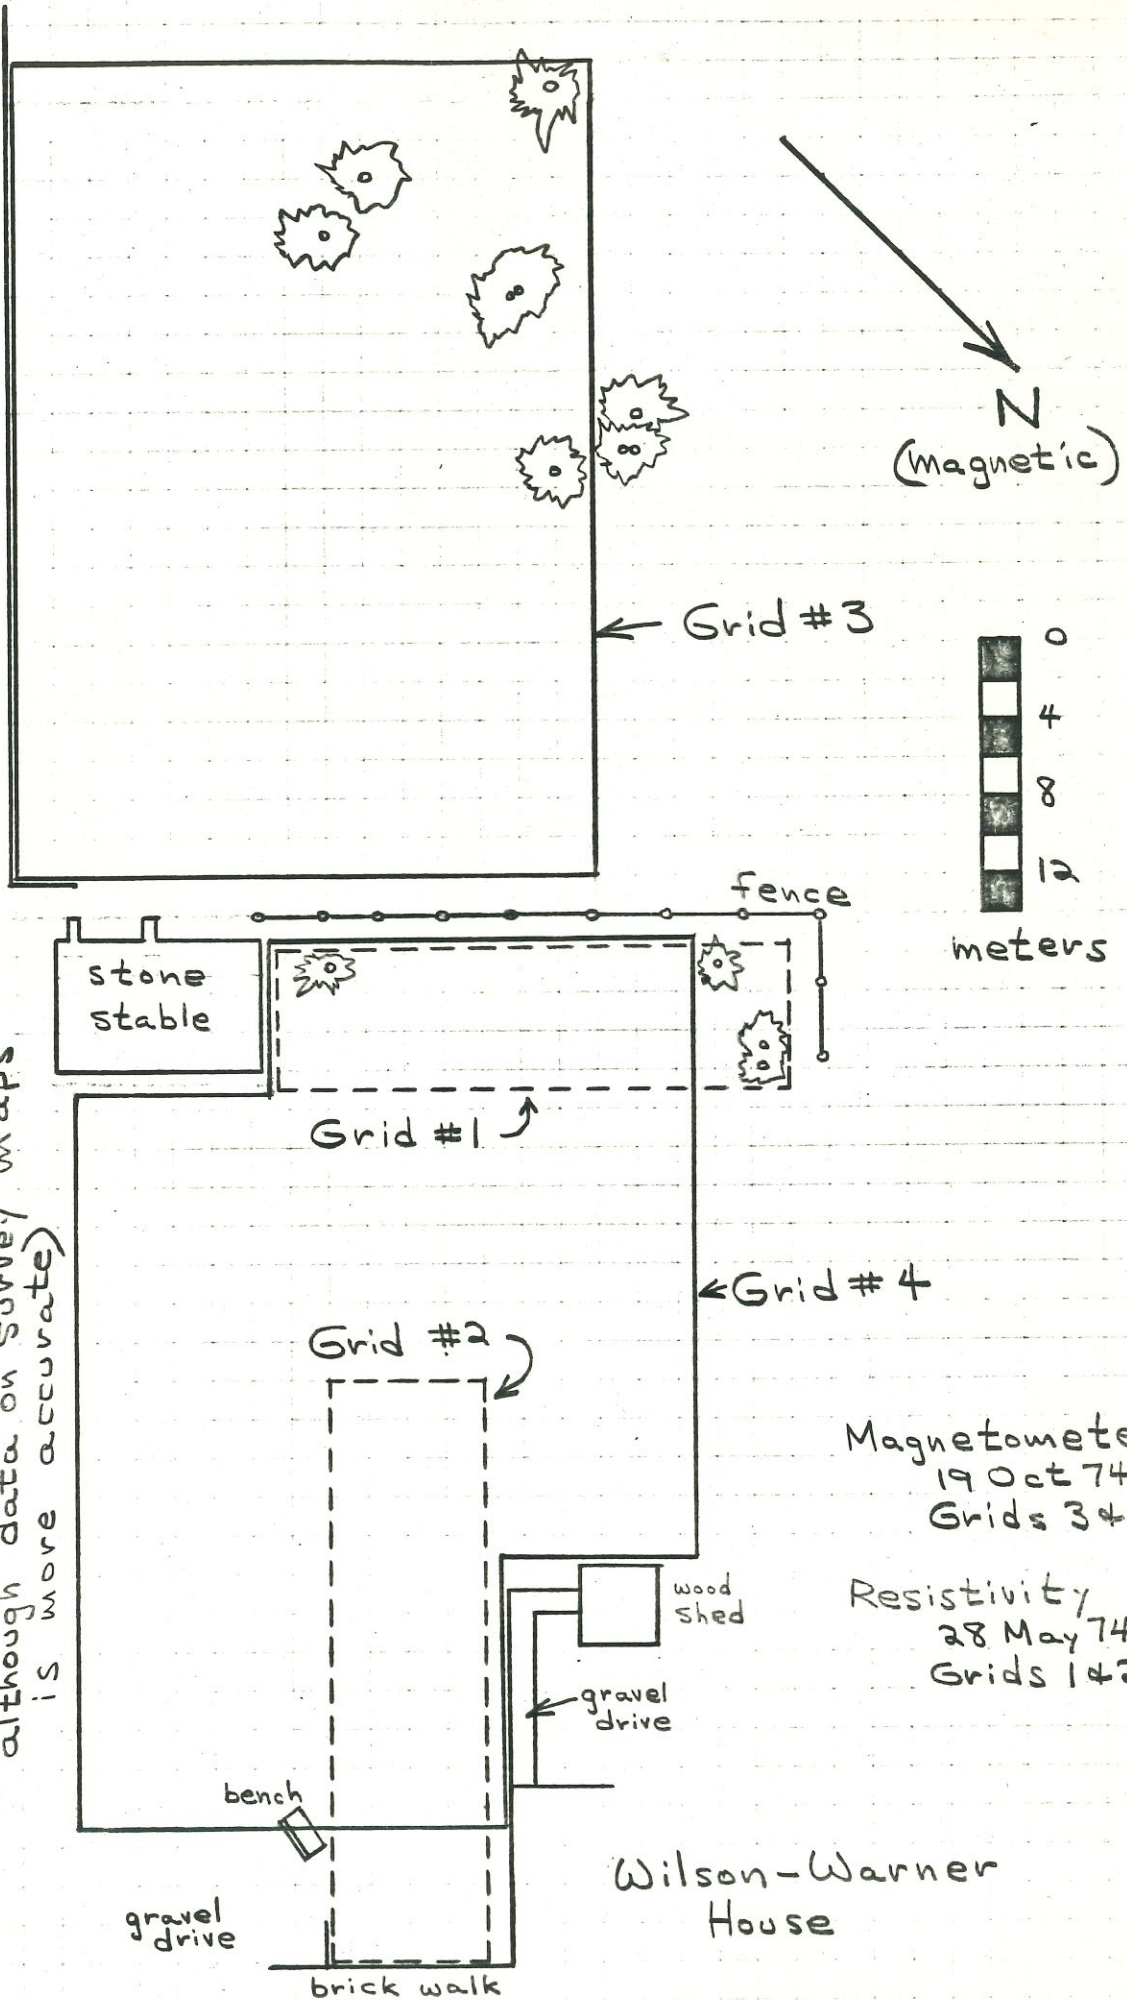 N
(magnetic)
Grid #3
0
4
8
12
meters
fence
stone
stable
Grid #1
Grid #4
Grid #2
although data on survey maps
is more accurate)
Magnetomete
19 Oct 74
Grids 3 &
wood
shed
Resistivity
28 May 74
Grids 1 & 2
gravel
drive
bench
Wilson-Warner
House
gravel
drive
brick walk